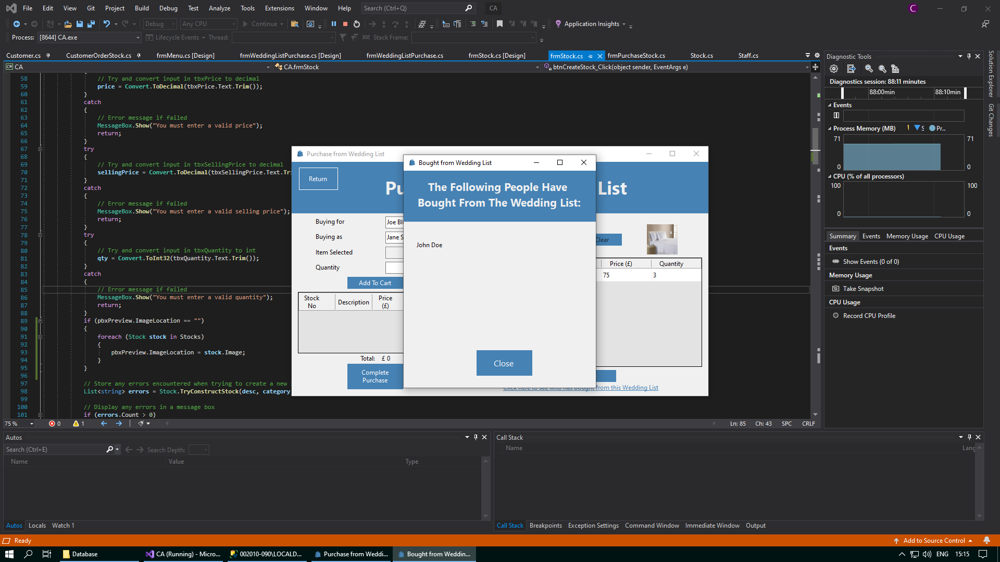 File Edit View Git Project Build Debug Test Analyze Tools Extensions Window Help Search (Ctrl+Q) CA C
Debug Any CPU Continue Application Insights
Process: [8644] CA.exe Lifecycle Events Thread: Stack Frame:
Customer.cs CustomerOrderStock.cs frmMenu.cs [Design] frmWeddingListPurchase.cs [Design] frmWeddingListPurchase.cs frmStock.cs [Design] frmStock.cs frmPurchaseStock.cs Stock.cs Staff.cs
C# CA CA.frmStock btnCreateStock_Click(object sender, EventArgs e)
58 // Try and convert input in tbxPrice to decimal
59 price = Convert.ToDecimal(tbxPrice.Text.Trim());
60 }
61 catch
62 {
63 // Error message if failed
64 MessageBox.Show("You must enter a valid price");
65 return;
66 }
67 try
68 {
69 // Try and convert input in tbxSellingPrice to decimal
70 sellingPrice = Convert.ToDecimal(tbxSellingPrice.Text.Tri
71 }
72 catch
73 {
74 // Error message if failed
75 MessageBox.Show("You must enter a valid selling price");
76 return;
77 }
78 try
79 {
80 // Try and convert input in tbxQuantity to int
81 qty = Convert.ToInt32(tbxQuantity.Text.Trim());
82 }
83 catch
84 {
85 // Error message if failed
86 MessageBox.Show("You must enter a valid quantity");
87 return;
88 }
89 if (pbxPreview.ImageLocation == "")
90 {
91 foreach (Stock stock in Stocks)
92 {
93 pbxPreview.ImageLocation = stock.Image;
94 }
95 }
96
97 // Store any errors encountered when trying to create a new
98 List<string> errors = Stock.TryConstructStock(desc, category
99
100 // Display any errors in a message box
101 if (errors.Count > 0)
75 % 0 1 Ln: 85 Ch: 43 SPC CRLF
Purchase from Wedding List
Return
Pu
List
Buying for Joe Bl
Buying as Jane S
Item Selected
Quantity
Add To Cart
Stock No Description Price (£)
Total: £ 0
Complete Purchase
Clear
Price (£) Quantity
75 3
Click here to see who has bought from this Wedding List
Bought from Wedding List
The Following People Have
Bought From The Wedding List:
John Doe
Close
Diagnostic Tools
Diagnostics session: 88:11 minutes
88:00min 88:10min
Events
Process Memory (MB) S Pr...
71 71
0 0
CPU (% of all processors)
100 100
0 0
Summary Events Memory Usage CPU Usage
Events
Show Events (0 of 0)
Memory Usage
Take Snapshot
CPU Usage
Record CPU Profile
Solution Explorer
Git Changes
Autos
Search (Ctrl+E) Search Depth:
Name Value Type
Autos Locals Watch 1
Call Stack
Name Lang
Call Stack Breakpoints Exception Settings Command Window Immediate Window Output
Ready Add to Source Control
Database CA (Running) - Micro... 002010-090\LOCALD... Purchase from Weddi... Bought from Weddin... ENG 15:15